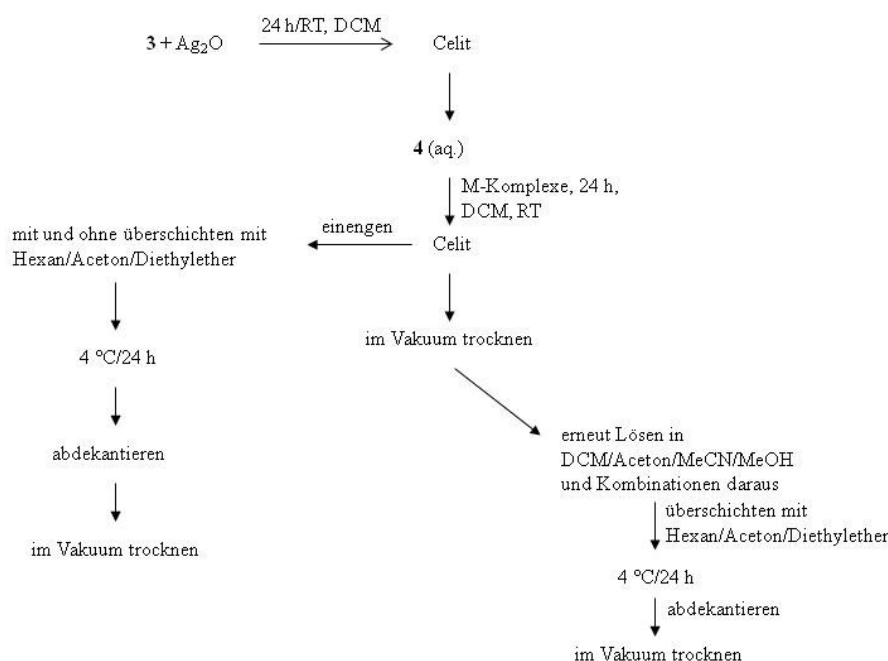 3 + Ag₂O
24 h/RT, DCM
Celit
4 (aq.)
M-Komplexe, 24 h,
DCM, RT
Celit
einengen
mit und ohne überschichten mit
Hexan/Aceton/Diethylether
4 °C/24 h
abdekantieren
im Vakuum trocknen
im Vakuum trocknen
erneut Lösen in
DCM/Aceton/MeCN/MeOH
und Kombinationen daraus
überschichten mit
Hexan/Aceton/Diethylether
4 °C/24 h
abdekantieren
im Vakuum trocknen